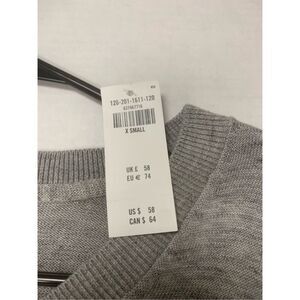 120-201-1611-120
X SMALL
UK £ 58
EU € 74
US $ 58
CAN $ 64